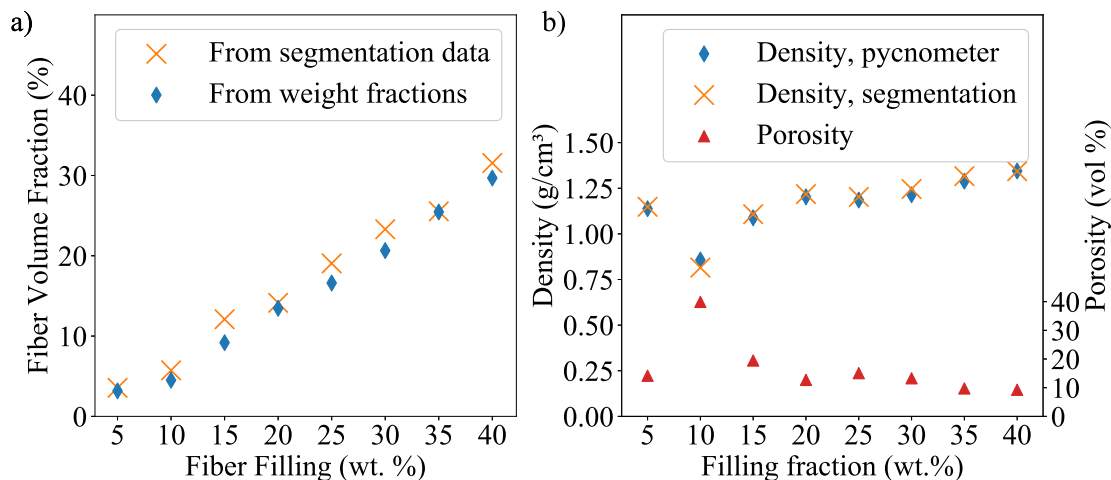 a)
From segmentation data
From weight fractions
Fiber Volume Fraction (%)
40
30
20
10
0
5 10 15 20 25 30 35 40
Fiber Filling (wt. %)
b)
Density, pycnometer
Density, segmentation
Porosity
Density (g/cm³)
1.50
1.25
1.00
0.75
0.50
0.25
0.00
Porosity (vol %)
40
30
20
10
0
5 10 15 20 25 30 35 40
Filling fraction (wt.%)